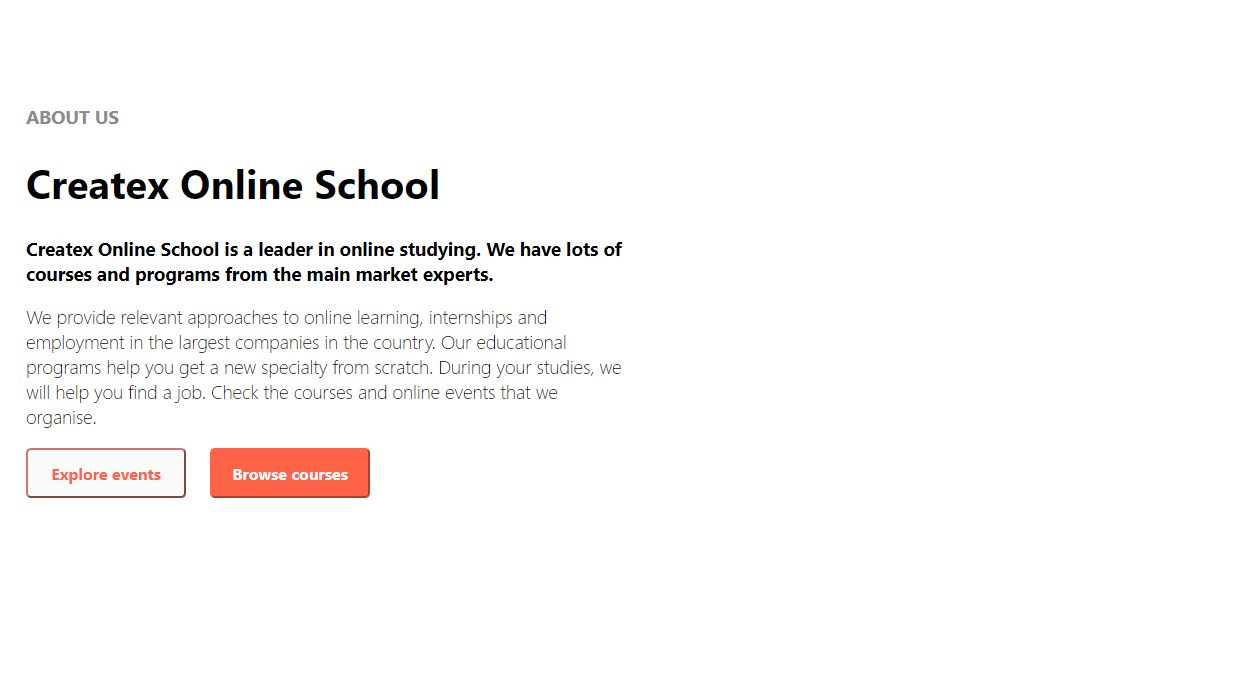 ABOUT US
Createx Online School
Createx Online School is a leader in online studying. We have lots of
courses and programs from the main market experts.
We provide relevant approaches to online learning, internships and
employment in the largest companies in the country. Our educational
programs help you get a new specialty from scratch. During your studies, we
will help you find a job. Check the courses and online events that we
organise.
Explore events Browse courses